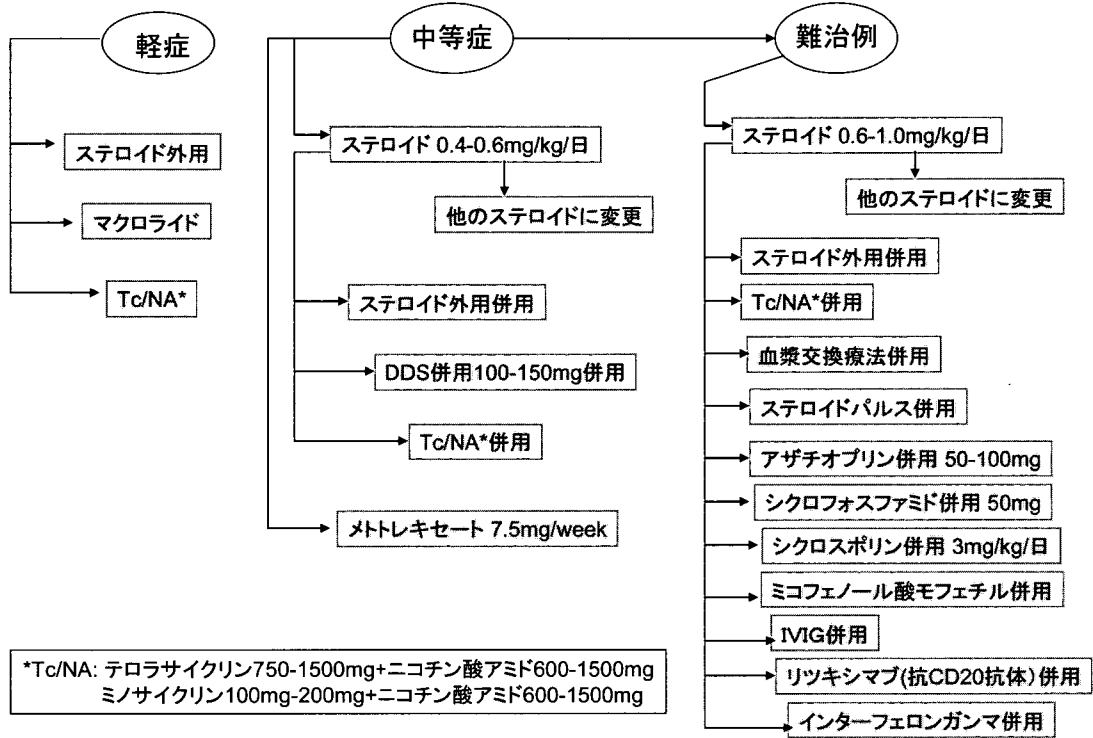 軽症
ステロイド外用
マクロライド
Tc/NA*
中等症
ステロイド 0.4-0.6mg/kg/日
他のステロイドに変更
ステロイド外用併用
DDS併用100-150mg併用
Tc/NA*併用
メトトレキセート 7.5mg/week
難治例
ステロイド 0.6-1.0mg/kg/日
他のステロイドに変更
ステロイド外用併用
Tc/NA*併用
血漿交換療法併用
ステロイドパルス併用
アザチオプリン併用 50-100mg
シクロフォスファミド併用 50mg
シクロスポリン併用 3mg/kg/日
ミコフェノール酸モフェチル併用
IVIG併用
リツキシマブ(抗CD20抗体)併用
インターフェロンガンマ併用
*Tc/NA: テロラサイクリン750-1500mg+ニコチン酸アミド600-1500mg
ミノサイクリン100mg-200mg+ニコチン酸アミド600-1500mg